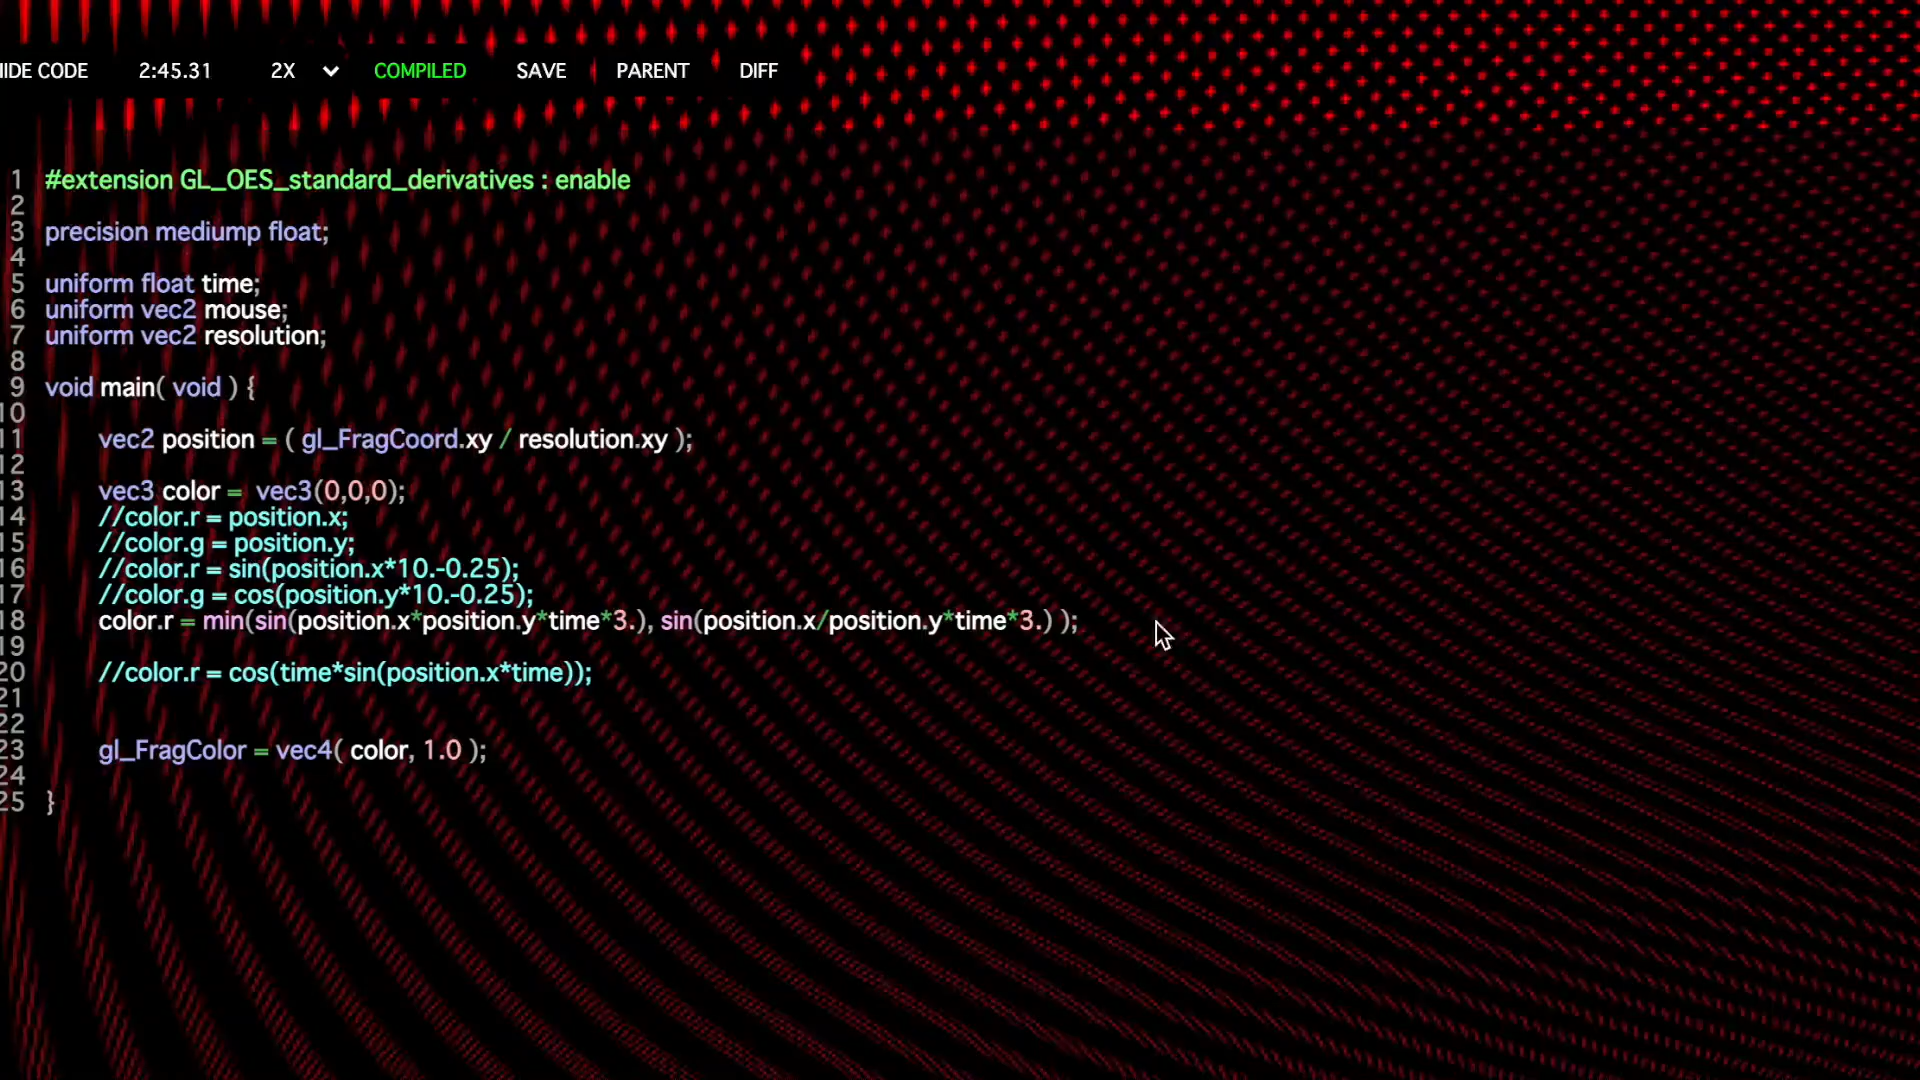 IDE CODE 2:45.31 2X COMPILED SAVE PARENT DIFF
1 #extension GL_OES_standard_derivatives : enable
2
3 precision mediump float;
4
5 uniform float time;
6 uniform vec2 mouse;
7 uniform vec2 resolution;
8
9 void main( void ) {
10
11 vec2 position = ( gl_FragCoord.xy / resolution.xy );
12
13 vec3 color = vec3(0,0,0);
14 //color.r = position.x;
15 //color.g = position.y;
16 //color.r = sin(position.x*10.-0.25);
17 //color.g = cos(position.y*10.-0.25);
18 color.r = min(sin(position.x*position.y*time*3.), sin(position.x/position.y*time*3.) );
19
20 //color.r = cos(time*sin(position.x*time));
21
22
23 gl_FragColor = vec4( color, 1.0 );
24
25 }